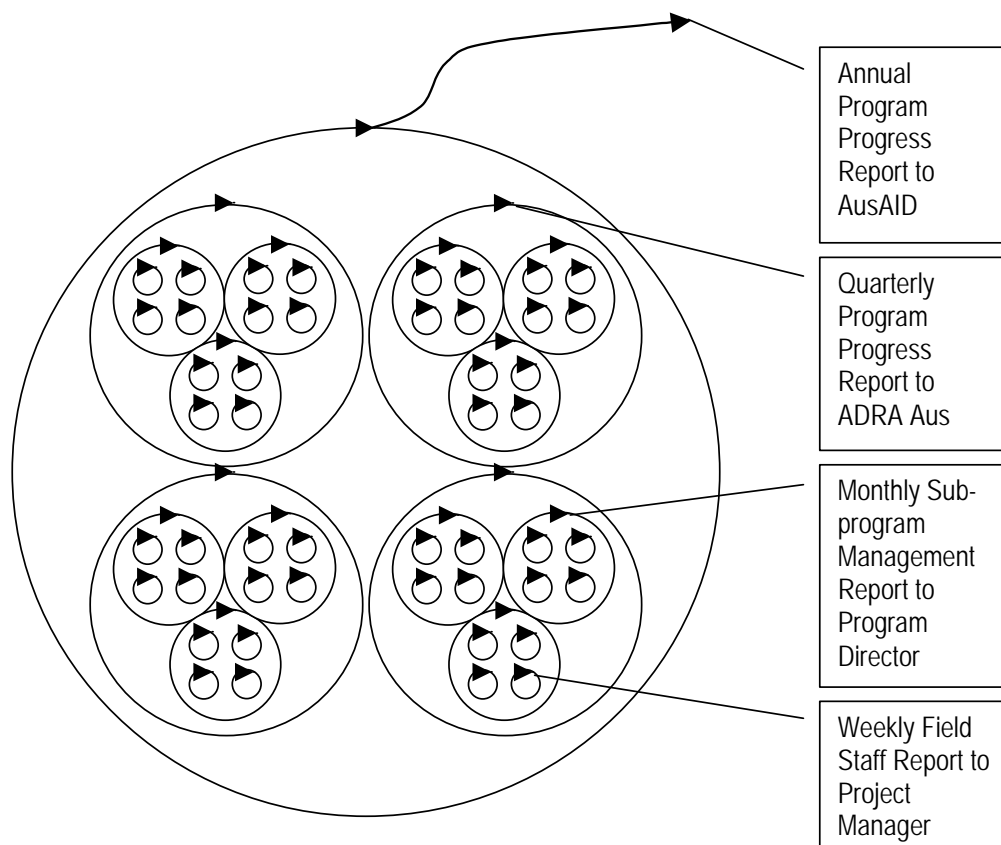 Annual
Program
Progress
Report to
AusAID
Quarterly
Program
Progress
Report to
ADRA Aus
Monthly Sub-
program
Management
Report to
Program
Director
Weekly Field
Staff Report to
Project
Manager